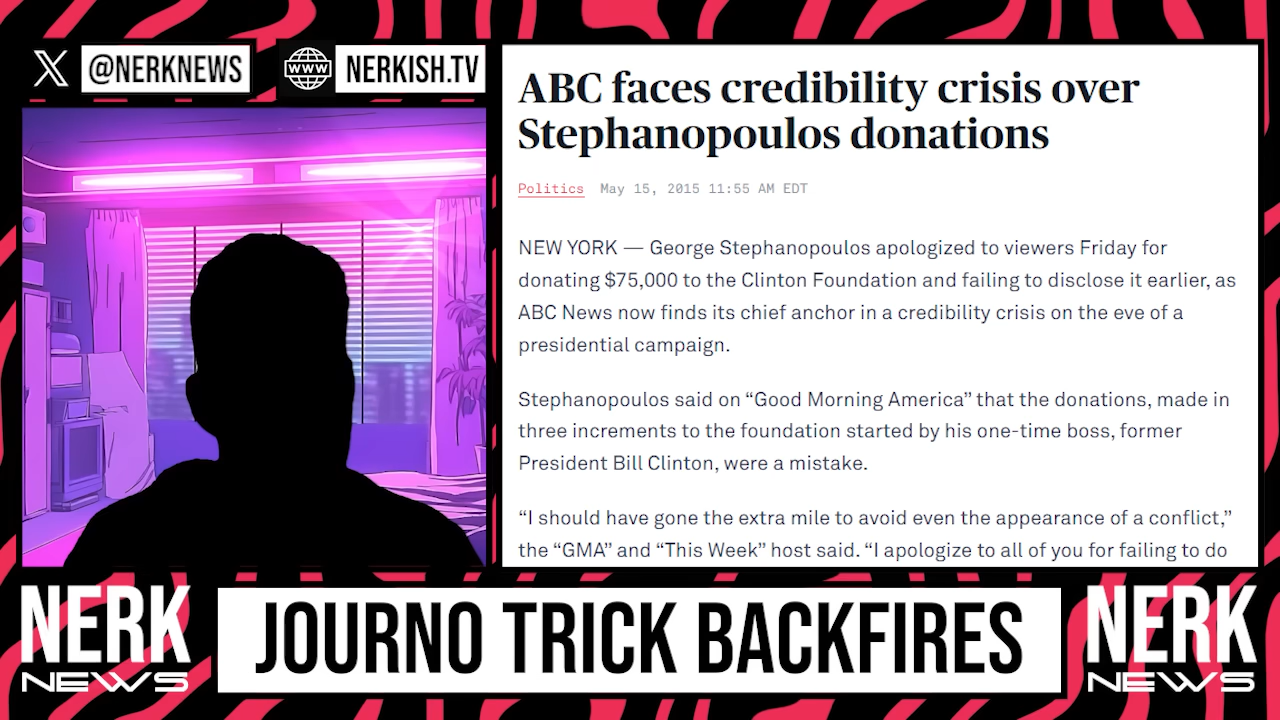 @NERKNEWS
WWW
NERKISH.TV
ABC faces credibility crisis over
Stephanopoulos donations
Politics May 15, 2015 11:55 AM EDT
NEW YORK — George Stephanopoulos apologized to viewers Friday for
donating $75,000 to the Clinton Foundation and failing to disclose it earlier, as
ABC News now finds its chief anchor in a credibility crisis on the eve of a
presidential campaign.
Stephanopoulos said on “Good Morning America” that the donations, made in
three increments to the foundation started by his one-time boss, former
President Bill Clinton, were a mistake.
“I should have gone the extra mile to avoid even the appearance of a conflict,”
the “GMA” and “This Week” host said. “I apologize to all of you for failing to do
NERK
NEWS
JOURNO TRICK BACKFIRES
NERK
NEWS